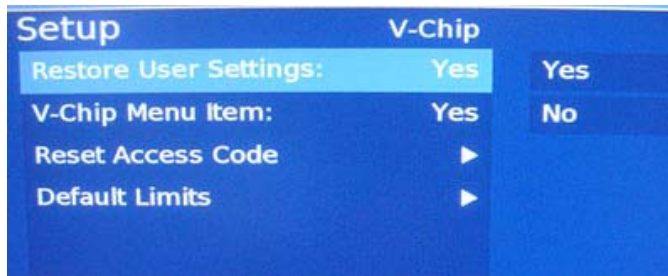 Setup V-Chip
Restore User Settings: Yes Yes
V-Chip Menu Item: Yes No
Reset Access Code ▶
Default Limits ▶